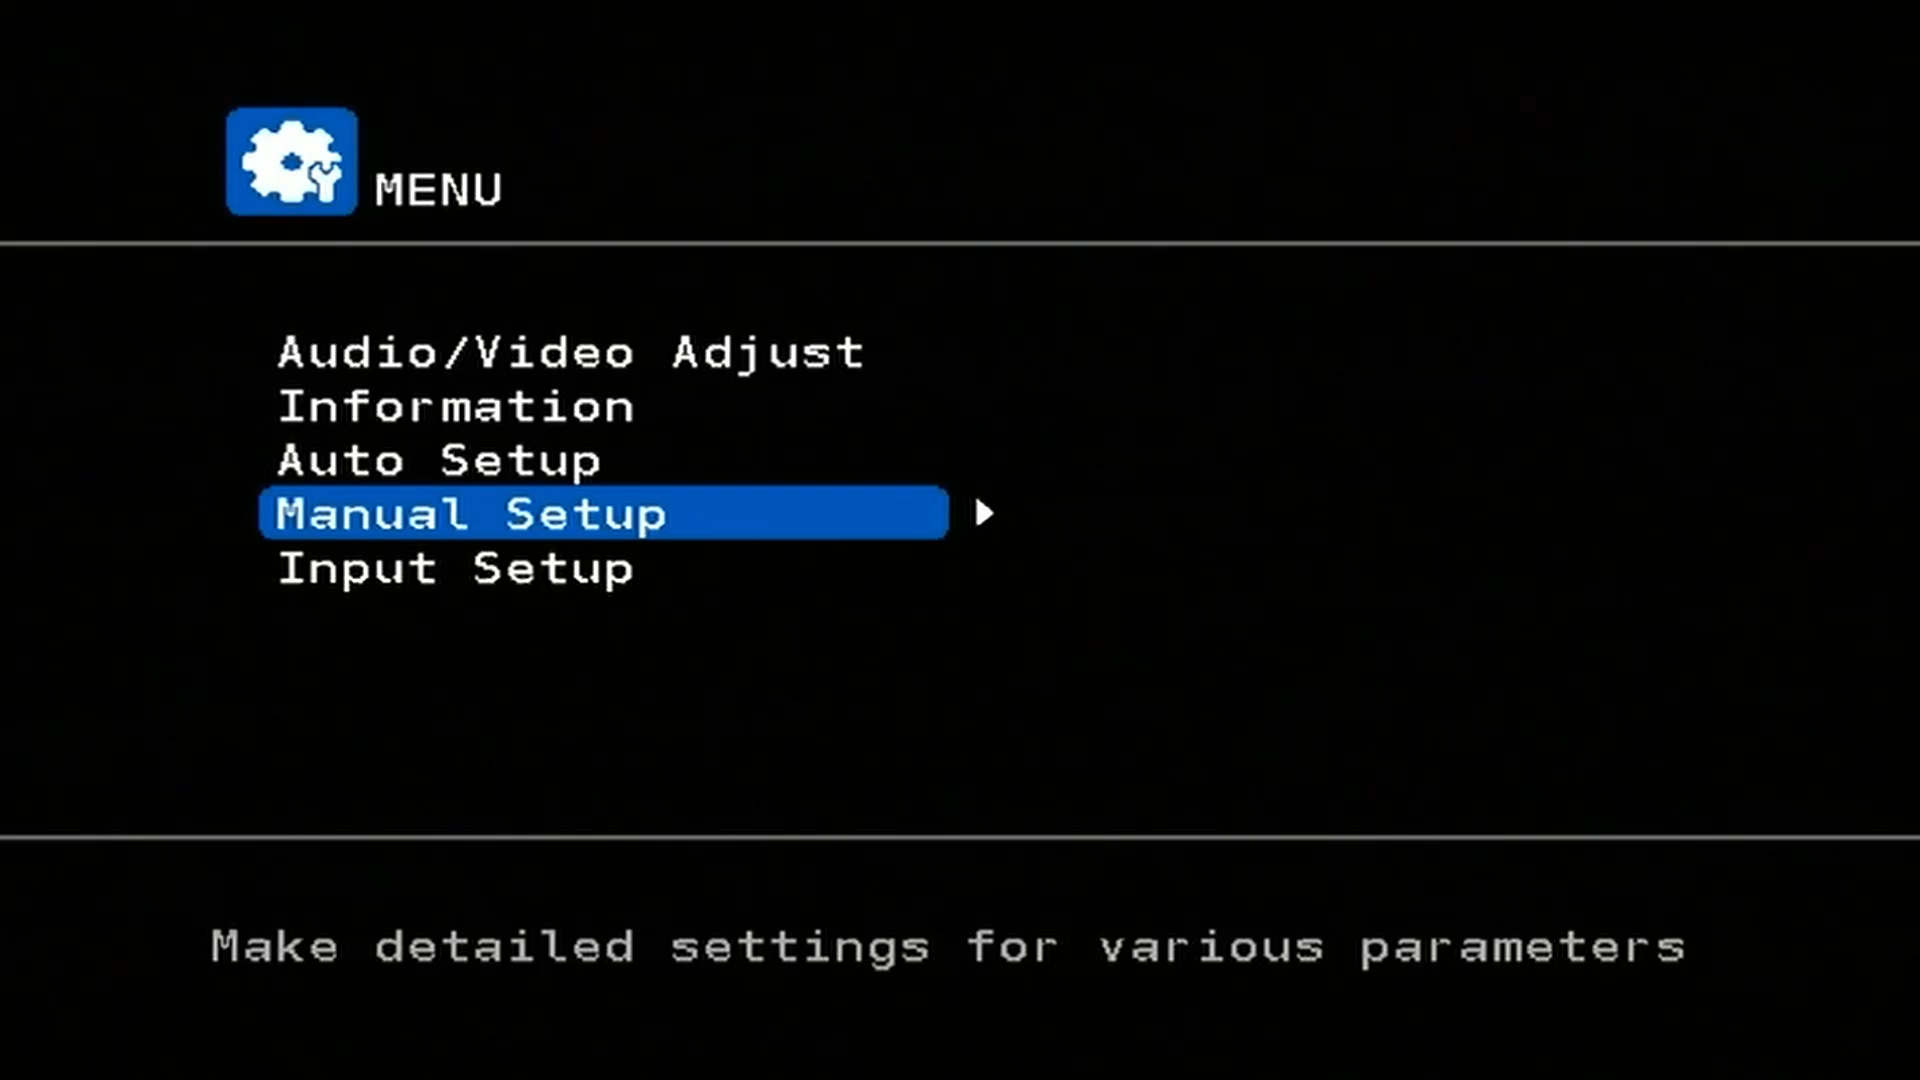 MENU
Audio/Video Adjust
Information
Auto Setup
Manual Setup
Input Setup
Make detailed settings for various parameters